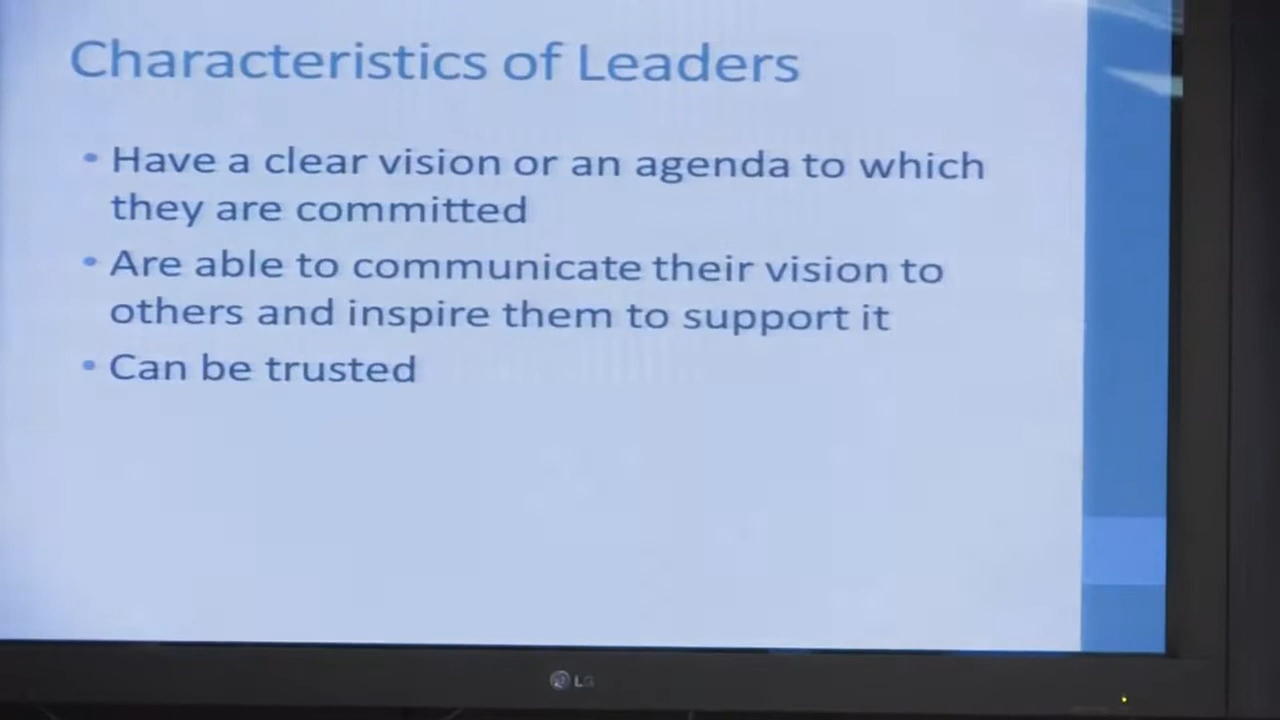 Characteristics of Leaders
• Have a clear vision or an agenda to which
they are committed
• Are able to communicate their vision to
others and inspire them to support it
• Can be trusted
LG